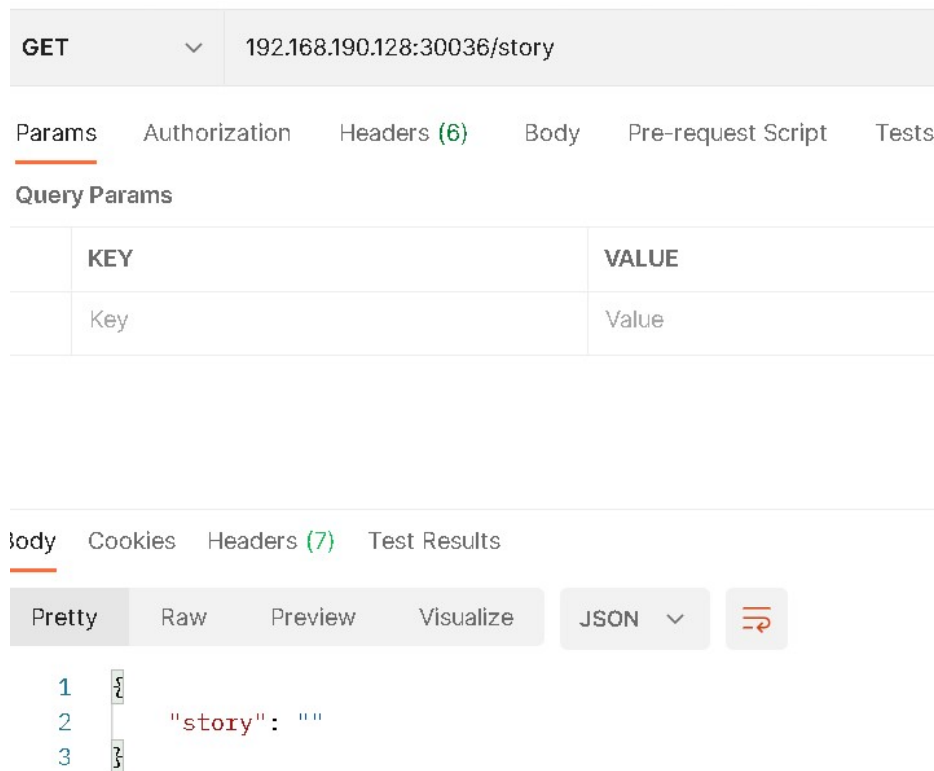 GET 192.168.190.128:30036/story
Params Authorization Headers (6) Body Pre-request Script Tests
Query Params
KEY VALUE
Key Value
Body Cookies Headers (7) Test Results
Pretty Raw Preview Visualize JSON
1 {
2 "story": ""
3 }